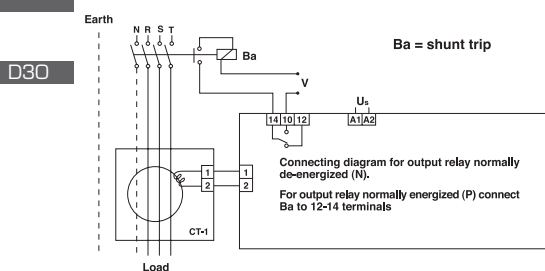 Earth
N R S T
Ba
Ba = shunt trip
D30
V
Us
14 10 12
A1 A2
Connecting diagram for output relay normally
de-energized (N).
1 1
2 2
For output relay normally energized (P) connect
Ba to 12-14 terminals
CT-1
Load